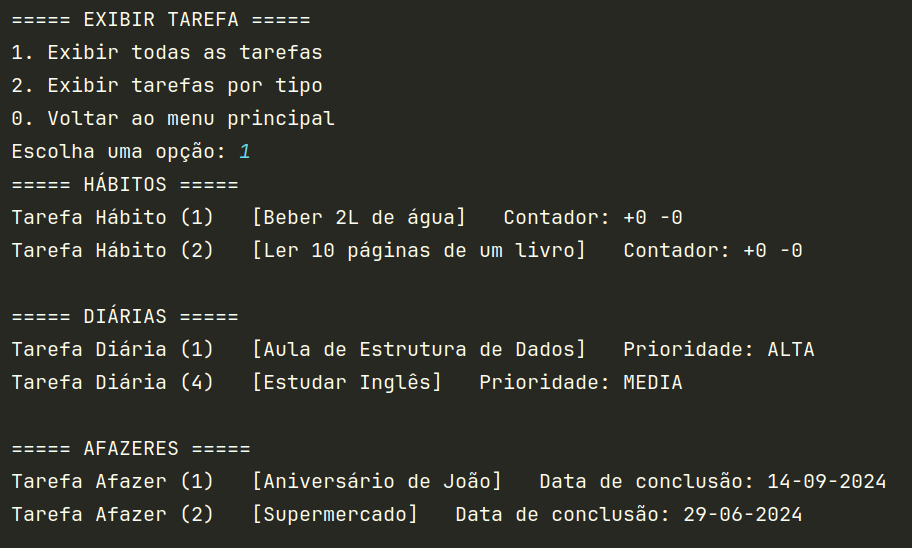 ===== EXIBIR TAREFA =====
1. Exibir todas as tarefas
2. Exibir tarefas por tipo
0. Voltar ao menu principal
Escolha uma opção: 1
===== HÁBITOS =====
Tarefa Hábito (1)   [Beber 2L de água]   Contador: +0 -0
Tarefa Hábito (2)   [Ler 10 páginas de um livro]   Contador: +0 -0
===== DIÁRIAS =====
Tarefa Diária (1)   [Aula de Estrutura de Dados]   Prioridade: ALTA
Tarefa Diária (4)   [Estudar Inglês]   Prioridade: MEDIA
===== AFAZERES =====
Tarefa Afazer (1)   [Aniversário de João]   Data de conclusão: 14-09-2024
Tarefa Afazer (2)   [Supermercado]   Data de conclusão: 29-06-2024